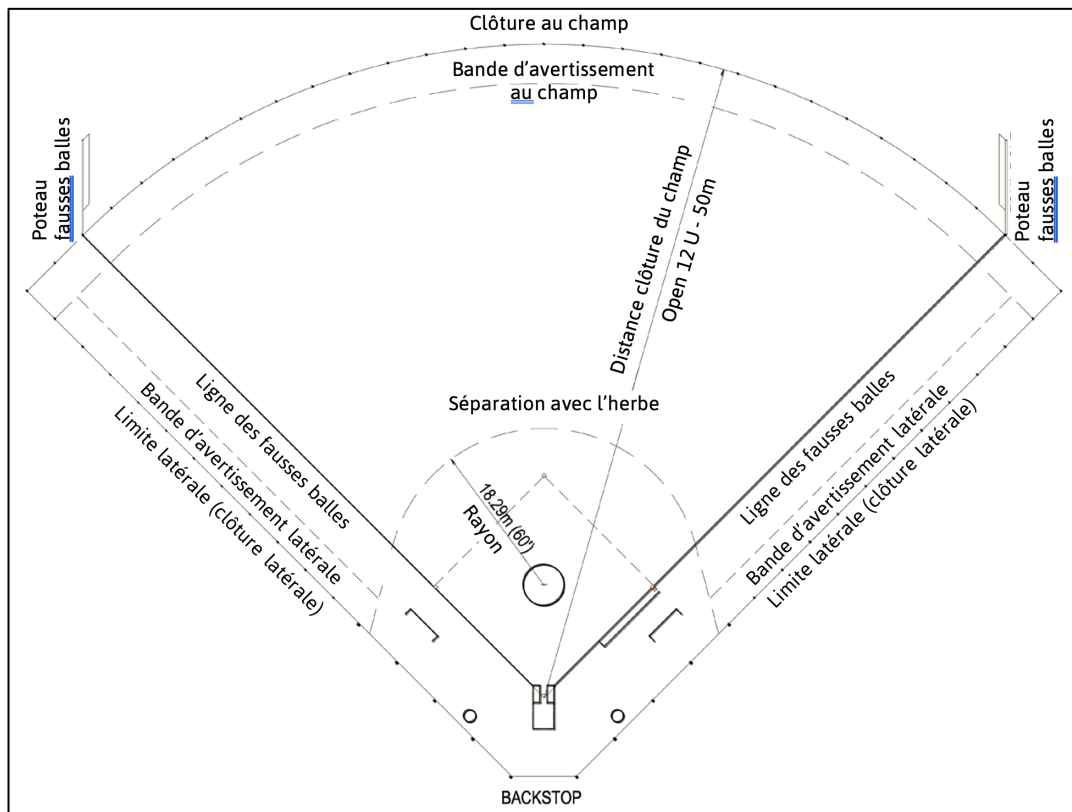 Clôture au champ
Bande d'avertissement
au champ
Poteau
fausses balles
Poteau
fausses balles
Distance clôture du champ
Open 12 U - 50m
Séparation avec l'herbe
18.29m (60')
Rayon
Ligne des fausses balles
Bande d'avertissement latérale
Limite latérale (clôture latérale)
Ligne des fausses balles
Bande d'avertissement latérale
Limite latérale (clôture latérale)
BACKSTOP